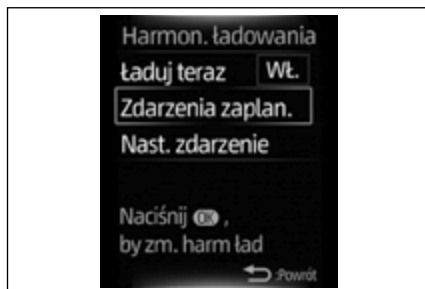 Harmon. ładowania
Ładuj teraz Wł.
Zdarzenia zaplan.
Nast. zdarzenie
Naciśnij OK ,
by zm. harm ład
:Powrót